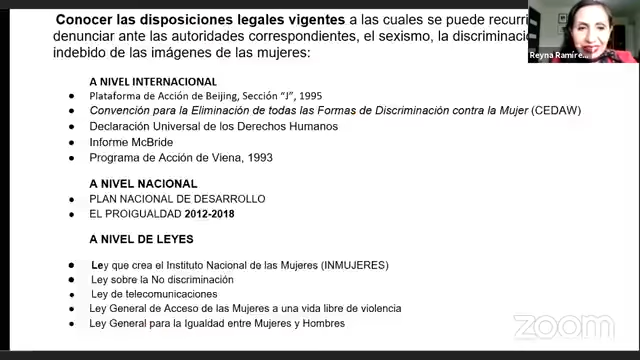 Conocer las disposiciones legales vigentes a las cuales se puede recurri
denunciar ante las autoridades correspondientes, el sexismo, la discriminació
indebido de las imágenes de las mujeres:
A NIVEL INTERNACIONAL
● Plataforma de Acción de Beijing, Sección “J”, 1995
● Convención para la Eliminación de todas las Formas de Discriminación contra la Mujer (CEDAW)
● Declaración Universal de los Derechos Humanos
● Informe McBride
● Programa de Acción de Viena, 1993
A NIVEL NACIONAL
● PLAN NACIONAL DE DESARROLLO
● EL PROIGUALDAD 2012-2018
A NIVEL DE LEYES
● Ley que crea el Instituto Nacional de las Mujeres (INMUJERES)
● Ley sobre la No discriminación
● Ley de telecomunicaciones
● Ley General de Acceso de las Mujeres a una vida libre de violencia
● Ley General para la Igualdad entre Mujeres y Hombres
Reyna Ramíre
zoom